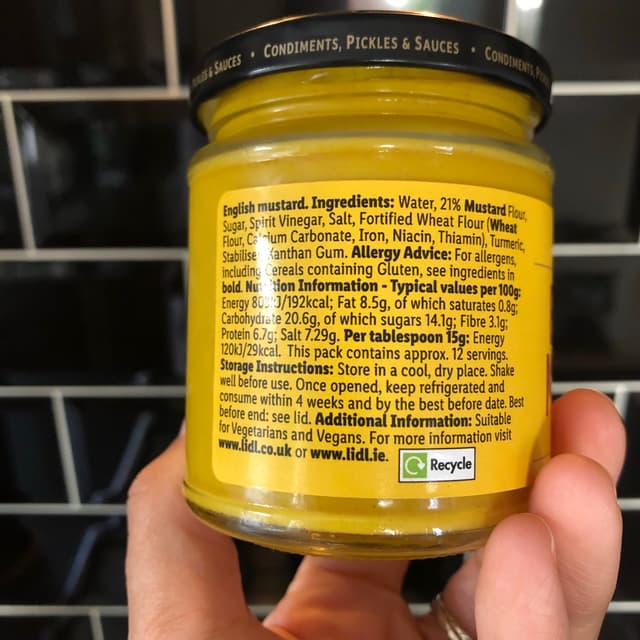 & SAUCES • CONDIMENTS, PICKLES & SAUCES • CONDIMENTS,
English mustard. Ingredients: Water, 21% Mustard Flour,
Sugar, Spirit Vinegar, Salt, Fortified Wheat Flour (Wheat
Flour, Calcium Carbonate, Iron, Niacin, Thiamin), Turmeric,
Stabiliser Xanthan Gum. Allergy Advice: For allergens,
including Cereals containing Gluten, see ingredients in
bold. Nutrition Information - Typical values per 100g:
Energy kJ/192kcal; Fat 8.5g, of which saturates 0.8g;
Carbohydrate 20.6g, of which sugars 14.1g; Fibre 3.1g;
Protein 6.7g; Salt 7.29g. Per tablespoon 15g: Energy
120kJ/29kcal. This pack contains approx. 12 servings.
Storage Instructions: Store in a cool, dry place. Shake
well before use. Once opened, keep refrigerated and
consume within 4 weeks and by the best before date. Best
before end: see lid. Additional Information: Suitable
for Vegetarians and Vegans. For more information visit
www.lidl.co.uk or www.lidl.ie.
Recycle